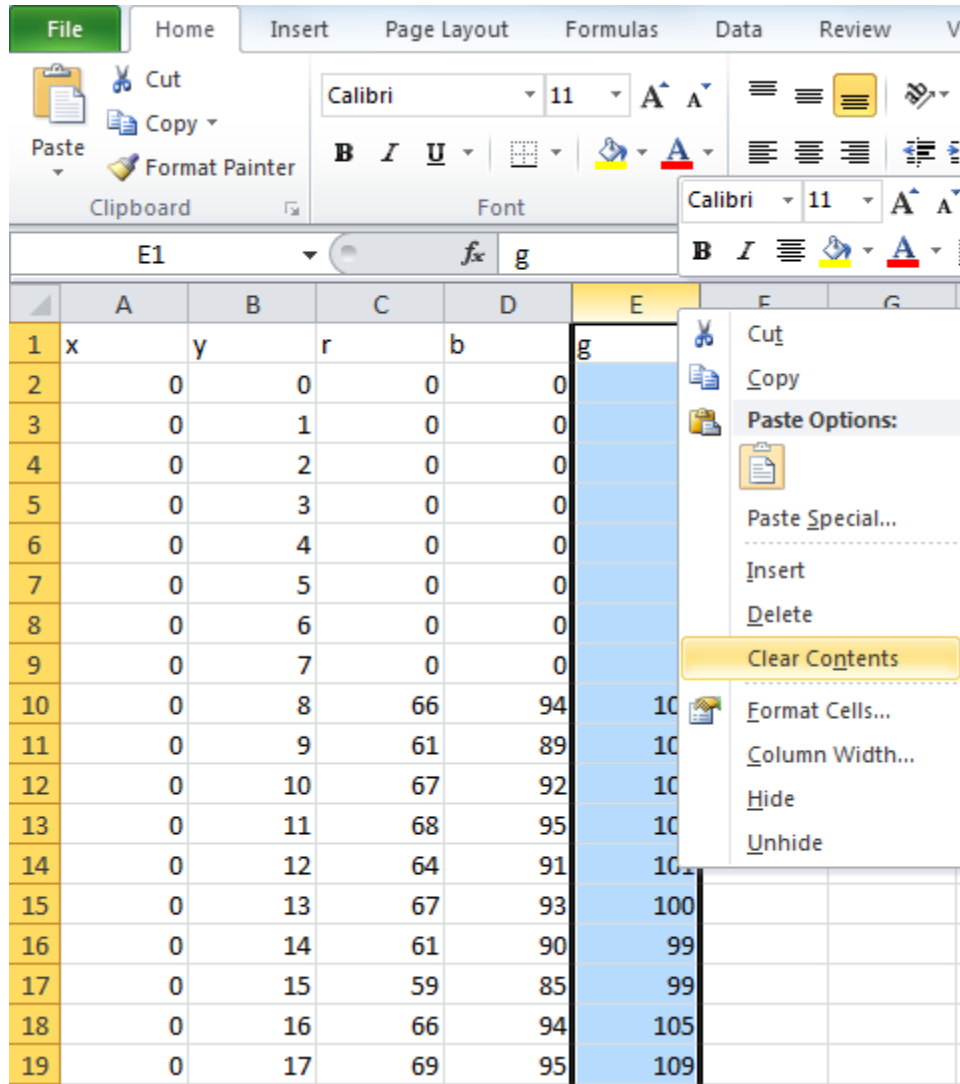 File Home Insert Page Layout Formulas Data Review V
Cut
Copy
Paste
Format Painter
Clipboard
Calibri 11 A A
B I U A
Font
Calibri 11 A A
B I A
E1 fx g
A B C D E F G
1 x y r b g
2 0 0 0 0
3 0 1 0 0
4 0 2 0 0
5 0 3 0 0
6 0 4 0 0
7 0 5 0 0
8 0 6 0 0
9 0 7 0 0
10 0 8 66 94 10
11 0 9 61 89 10
12 0 10 67 92 10
13 0 11 68 95 10
14 0 12 64 91 101
15 0 13 67 93 100
16 0 14 61 90 99
17 0 15 59 85 99
18 0 16 66 94 105
19 0 17 69 95 109
Cut
Copy
Paste Options:
Paste Special...
Insert
Delete
Clear Contents
Format Cells...
Column Width...
Hide
Unhide